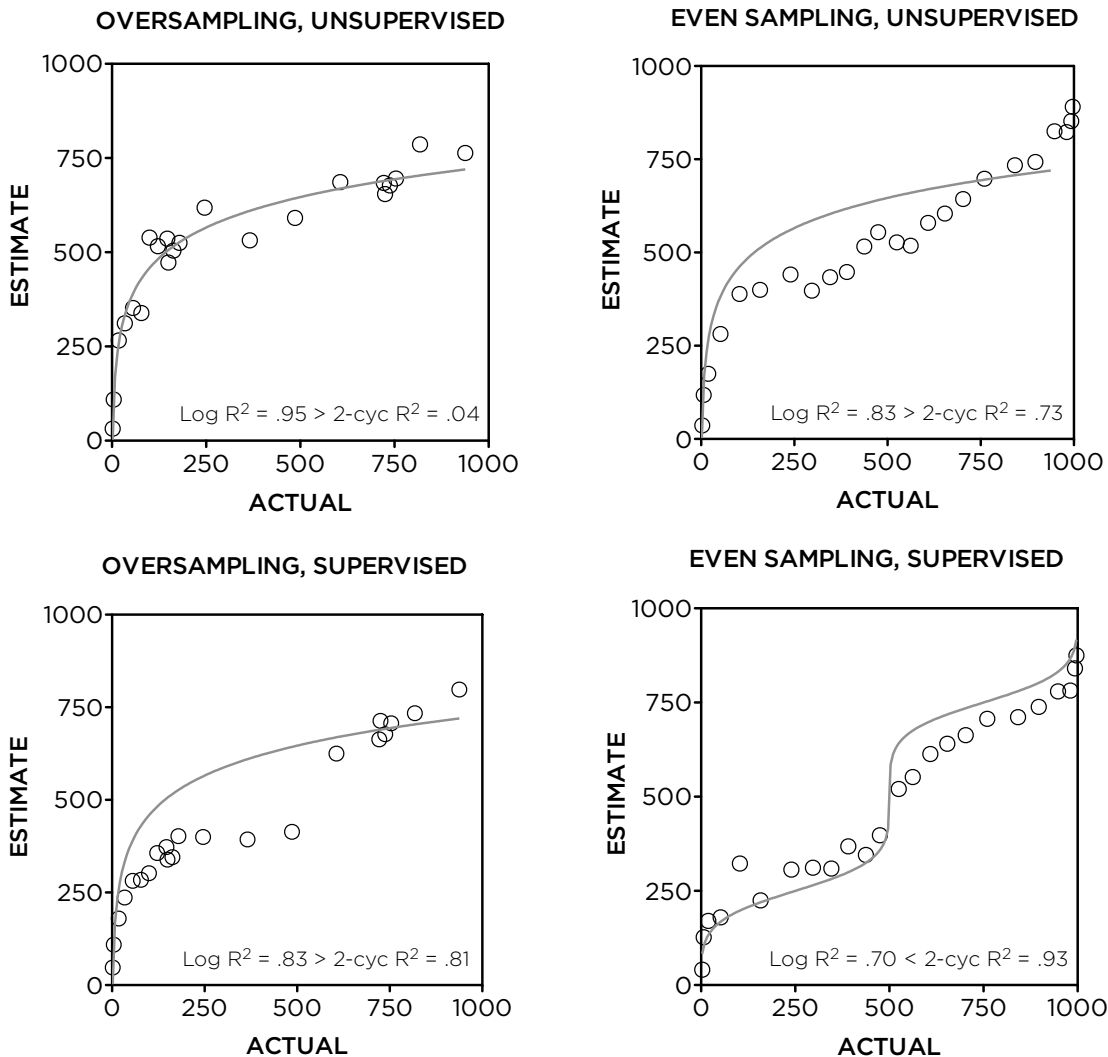 OVERSAMPLING, UNSUPERVISED
1000
750
500
250
0
ESTIMATE
Log R² = .95 > 2-cyc R² = .04
0 250 500 750 1000
ACTUAL
EVEN SAMPLING, UNSUPERVISED
1000
750
500
250
0
ESTIMATE
Log R² = .83 > 2-cyc R² = .73
0 250 500 750 1000
ACTUAL
OVERSAMPLING, SUPERVISED
1000
750
500
250
0
ESTIMATE
Log R² = .83 > 2-cyc R² = .81
0 250 500 750 1000
ACTUAL
EVEN SAMPLING, SUPERVISED
1000
750
500
250
0
ESTIMATE
Log R² = .70 < 2-cyc R² = .93
0 250 500 750 1000
ACTUAL